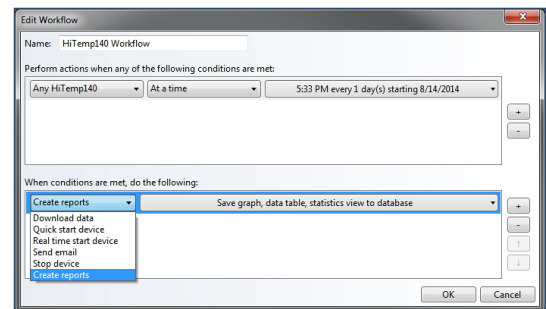 Edit Workflow
Name: HiTemp140 Workflow
Perform actions when any of the following conditions are met:
Any HiTemp140 At a time 5:33 PM every 1 day(s) starting 8/14/2014
+
-
When conditions are met, do the following:
Create reports Save graph, data table, statistics view to database
+
Download data
-
Quick start device
Real time start device
Send email
Stop device
Create reports
OK Cancel